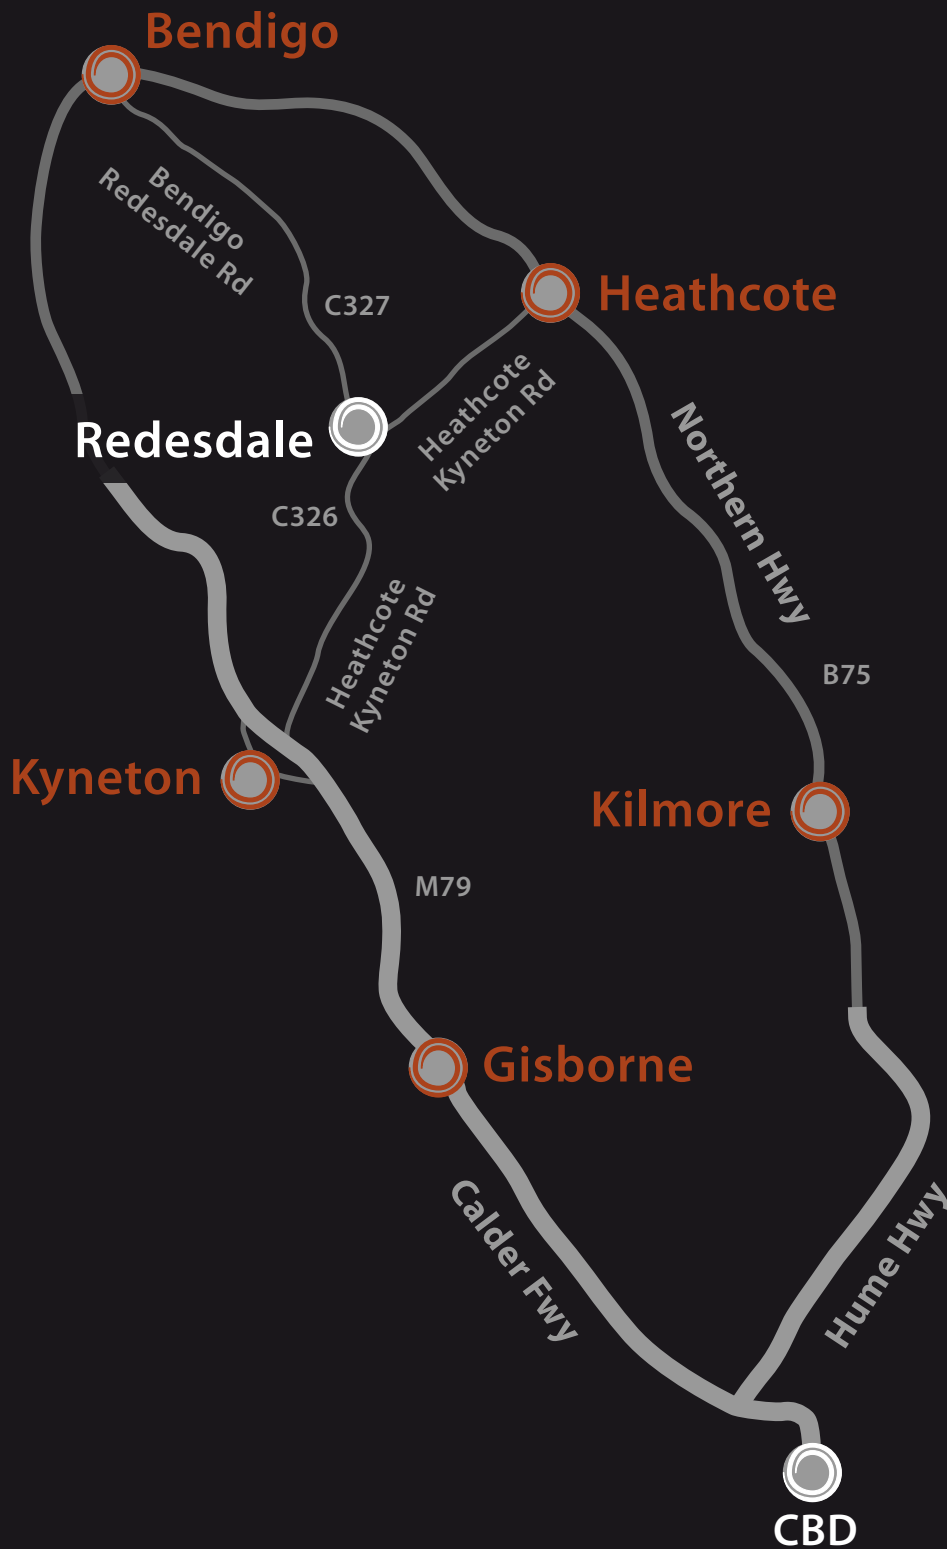 Bendigo
Bendigo
Redesdale Rd
C327
Heathcote
Heathcote
Kyneton Rd
Redesdale
Northern Hwy
C326
Heathcote
Kyneton Rd
B75
Kyneton
Kilmore
M79
Gisborne
Calder Fwy
Hume Hwy
CBD